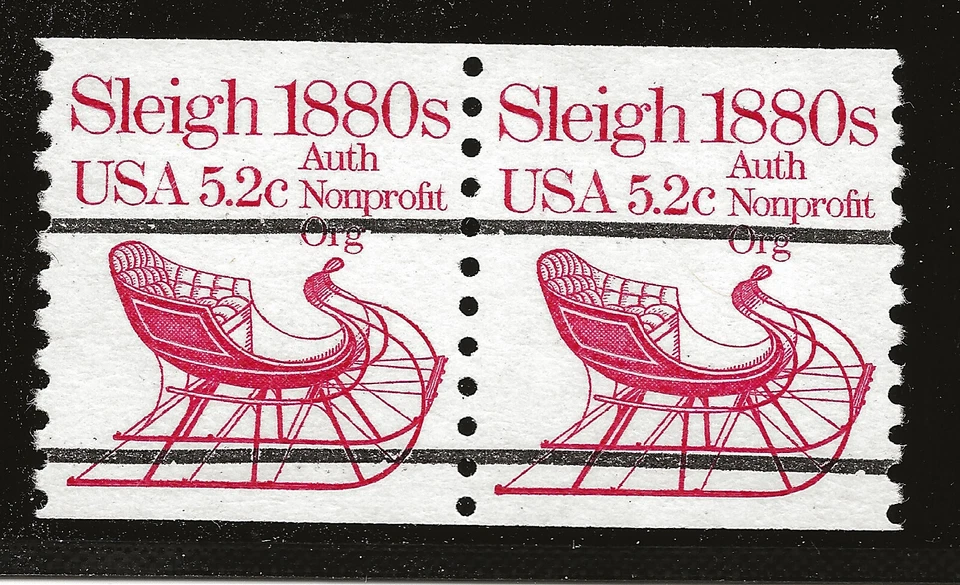 Sleigh 1880s
USA 5.2c Auth
Nonprofit
Org
Sleigh 1880s
USA 5.2c Auth
Nonprofit
Org